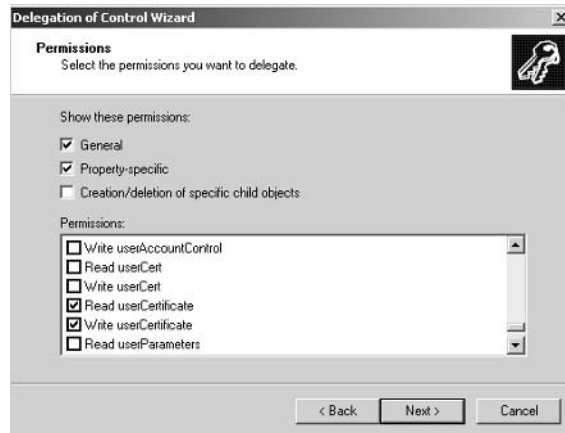 Delegation of Control Wizard
Permissions
Select the permissions you want to delegate.
Show these permissions:
General
Property-specific
Creation/deletion of specific child objects
Permissions:
Write userAccountControl
Read userCert
Write userCert
Read userCertificate
Write userCertificate
Read userParameters
< Back Next > Cancel